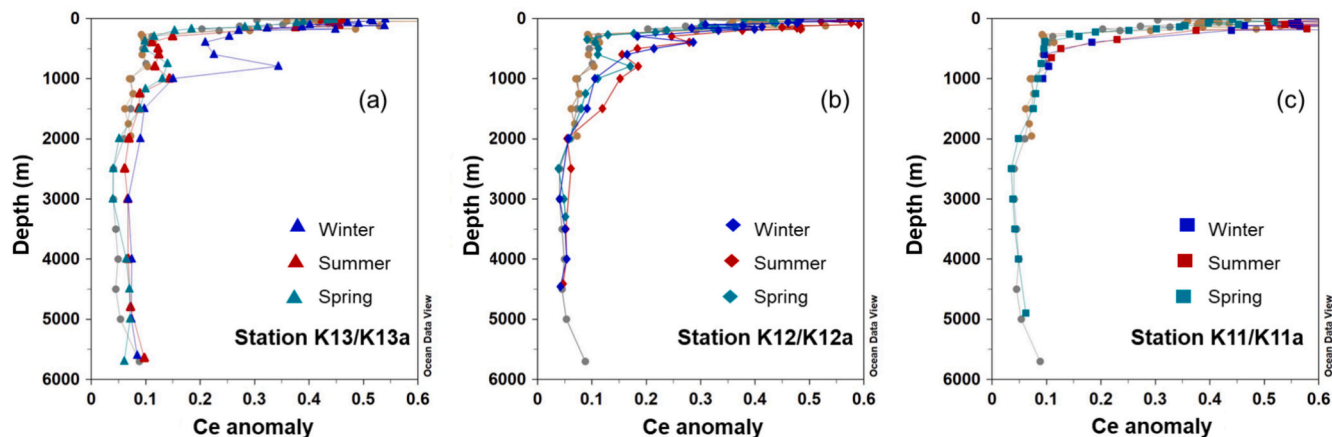 0
1000
2000
3000
4000
5000
6000
Depth (m)
(a)
Winter
Summer
Spring
Station K13/K13a
Ocean Data View
0 0.1 0.2 0.3 0.4 0.5 0.6
Ce anomaly
0
1000
2000
3000
4000
5000
6000
Depth (m)
(b)
Winter
Summer
Spring
Station K12/K12a
Ocean Data View
0 0.1 0.2 0.3 0.4 0.5 0.6
Ce anomaly
0
1000
2000
3000
4000
5000
6000
Depth (m)
(c)
Winter
Summer
Spring
Station K11/K11a
Ocean Data View
0 0.1 0.2 0.3 0.4 0.5 0.6
Ce anomaly